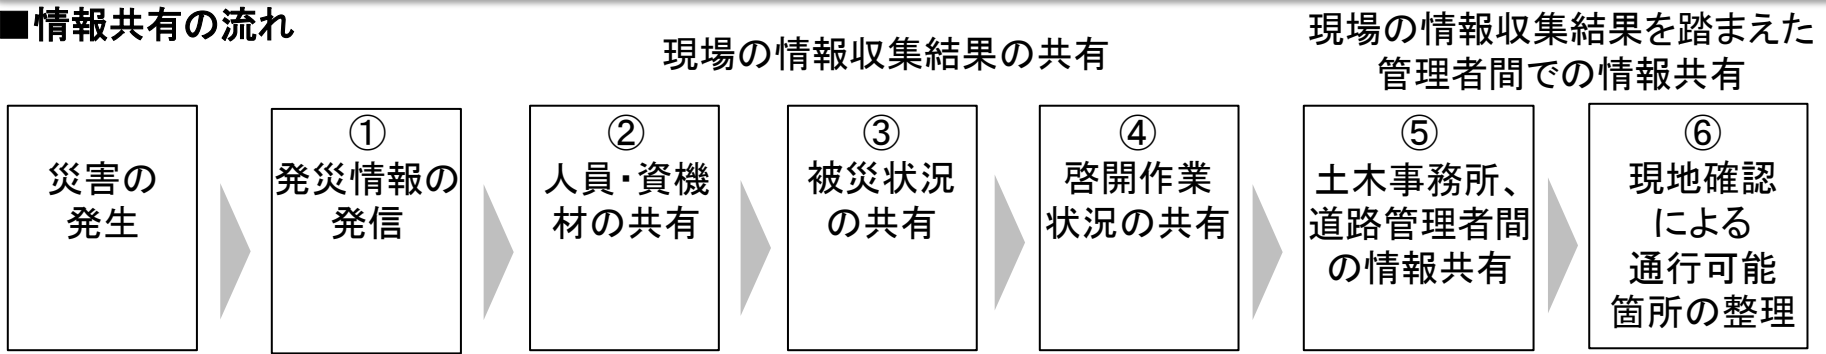 ■情報共有の流れ
現場の情報収集結果の共有
現場の情報収集結果を踏まえた
管理者間での情報共有
災害の
発生
①
発災情報の
発信
②
人員・資機
材の共有
③
被災状況
の共有
④
啓開作業
状況の共有
⑤
土木事務所、
道路管理者間
の情報共有
⑥
現地確認
による
通行可能
箇所の整理